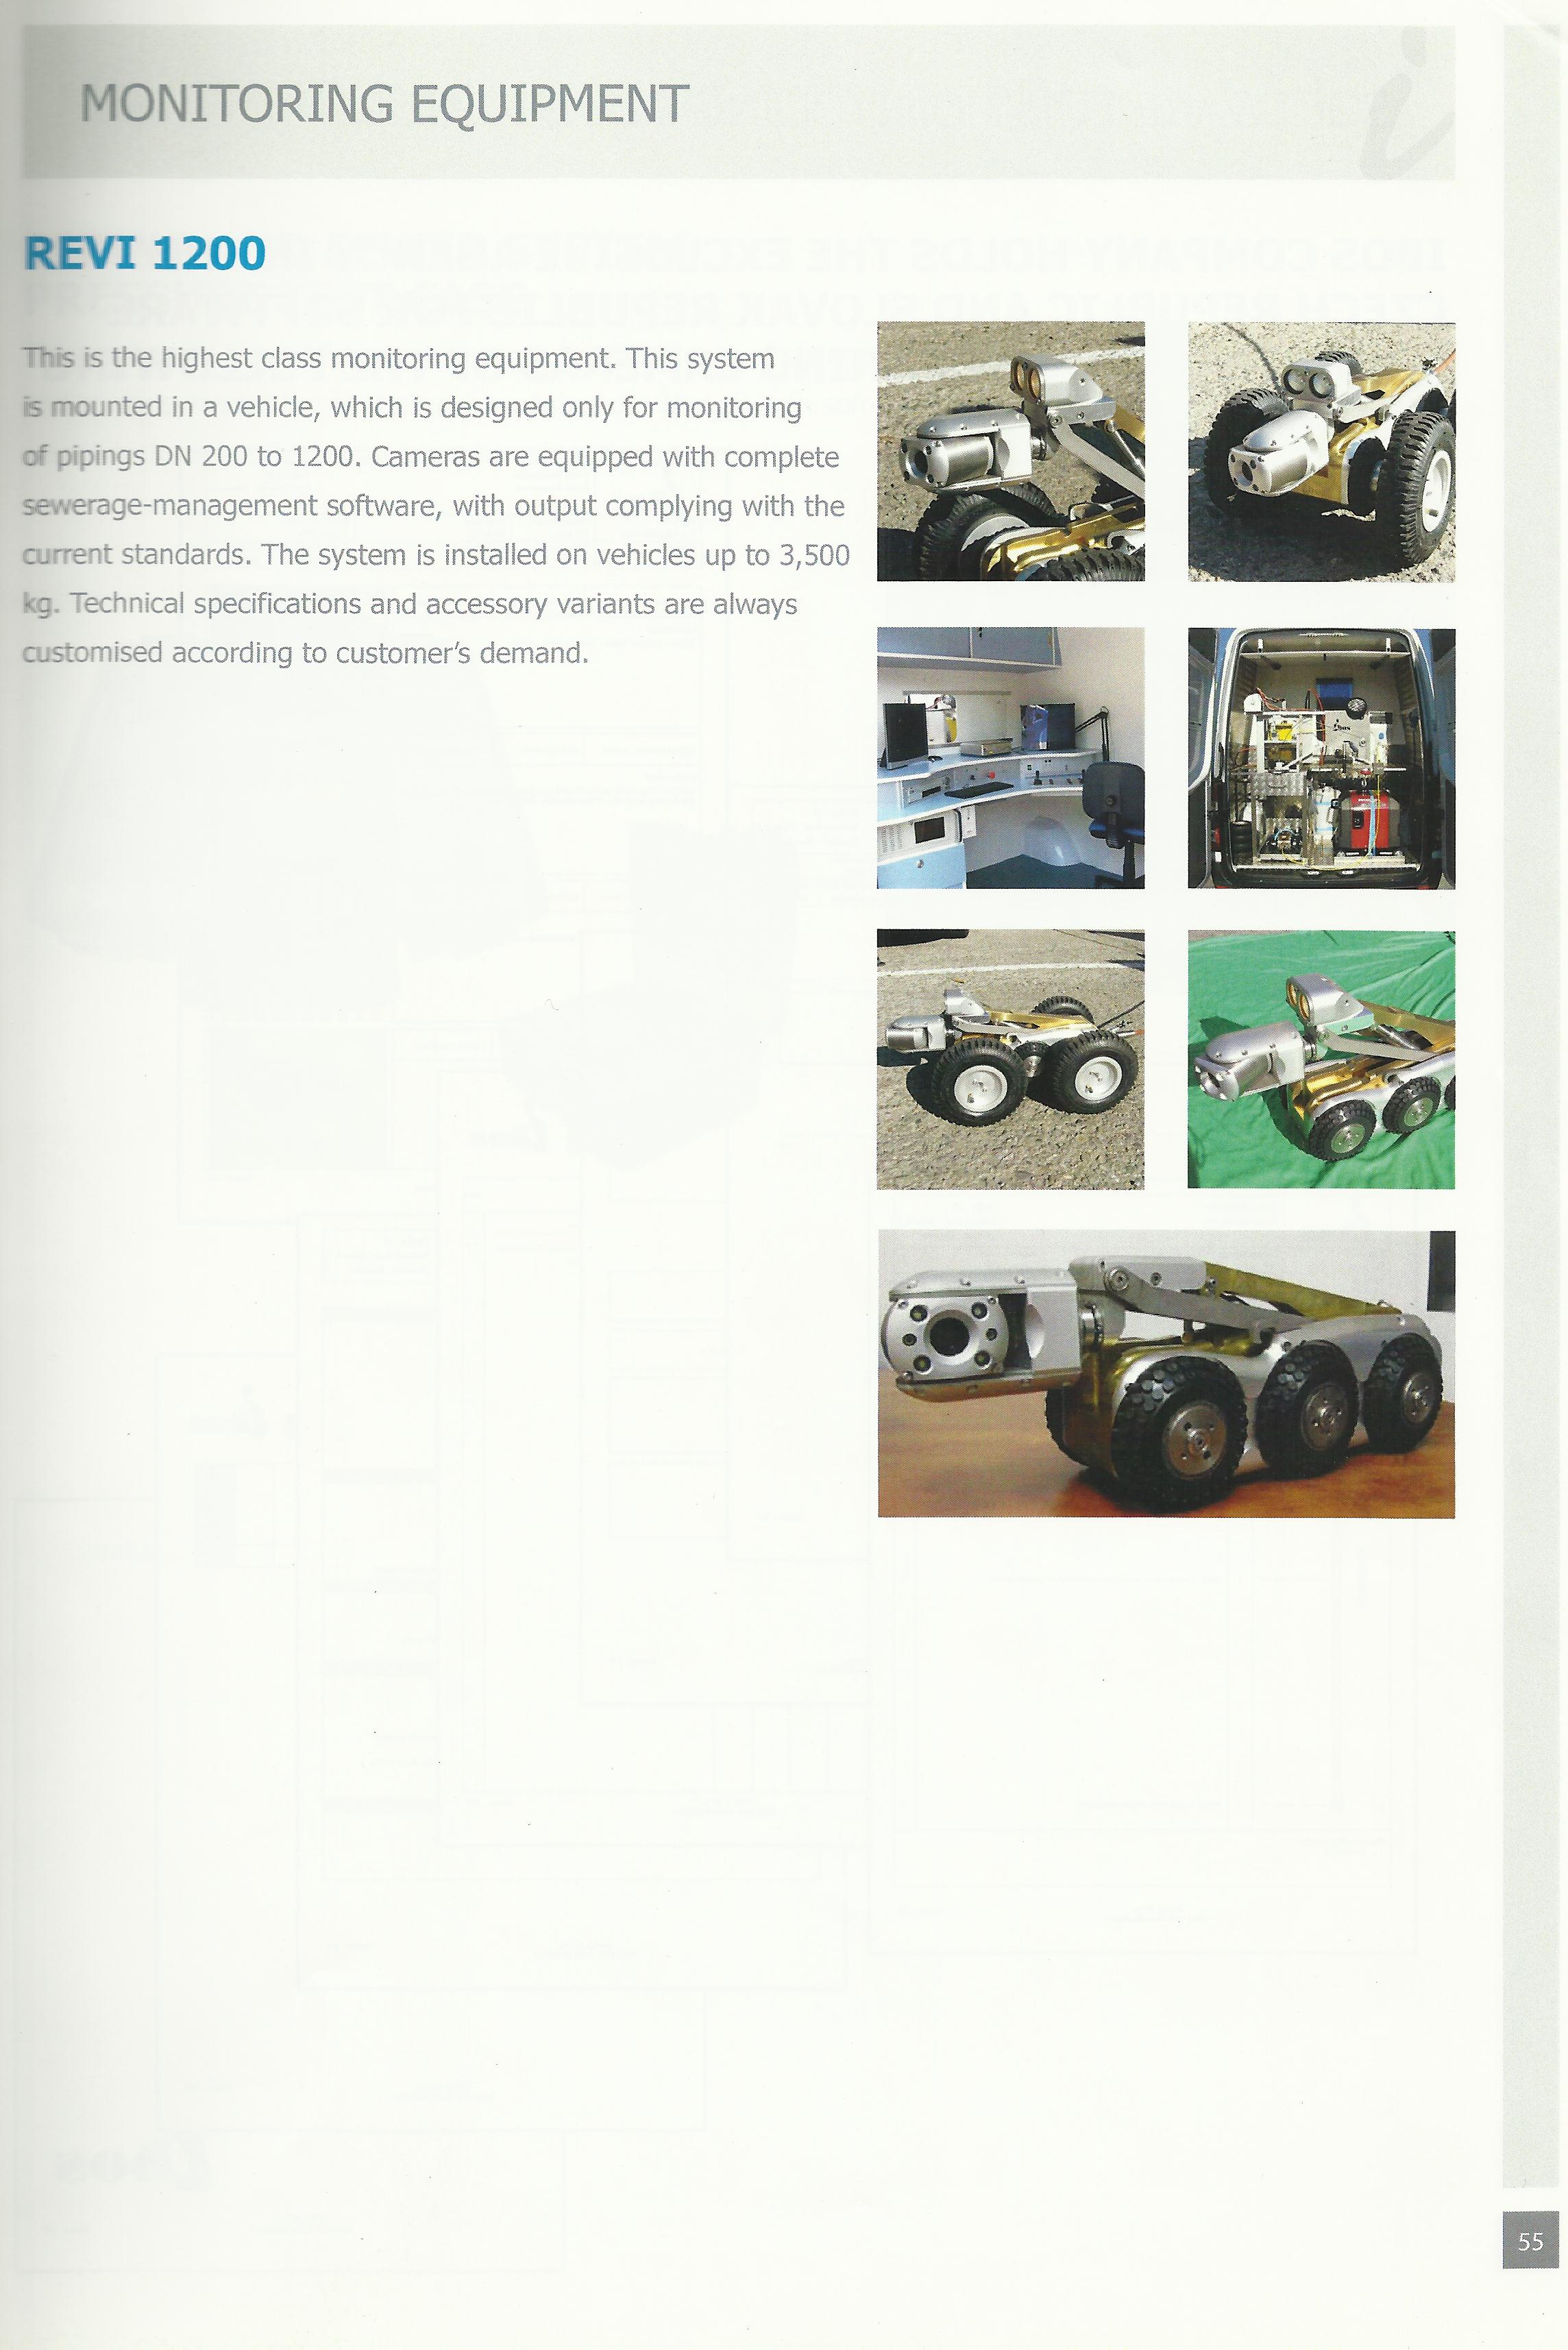 MONITORING EQUIPMENT
REVI 1200
This is the highest class monitoring equipment. This system
is mounted in a vehicle, which is designed only for monitoring
of pipings DN 200 to 1200. Cameras are equipped with complete
sewerage-management software, with output complying with the
current standards. The system is installed on vehicles up to 3,500
kg. Technical specifications and accessory variants are always
customised according to customer's demand.
55